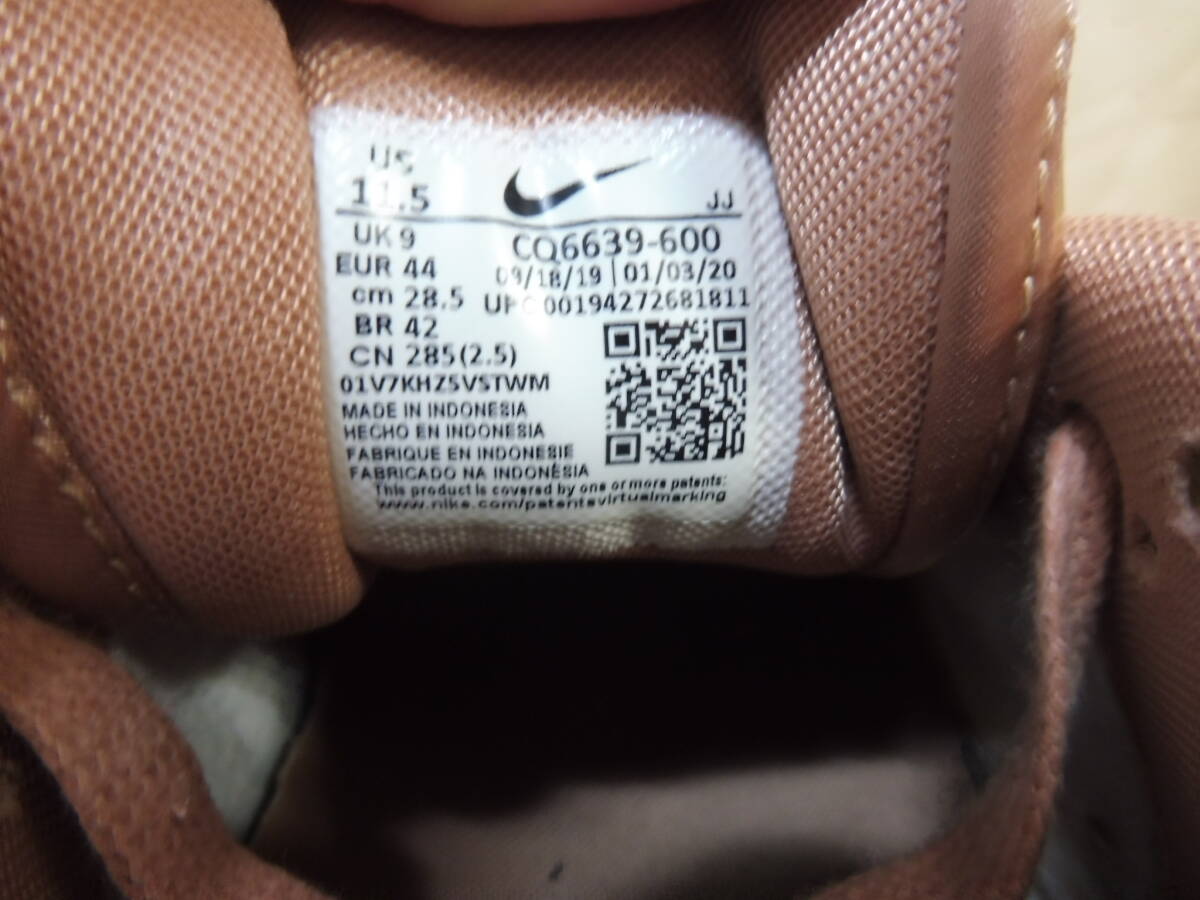 US
11.5
JJ
UK 9
CQ6639-600
EUR 44
09/18/19 | 01/03/20
cm 28.5
UPC 00194272681811
BR 42
CN 285(2.5)
01V7KHZ5VSTWM
MADE IN INDONESIA
HECHO EN INDONESIA
FABRIQUE EN INDONESIE
FABRICADO NA INDONÉSIA
This product is covered by one or more patents:
www.nike.com/patentsvirtualmarking